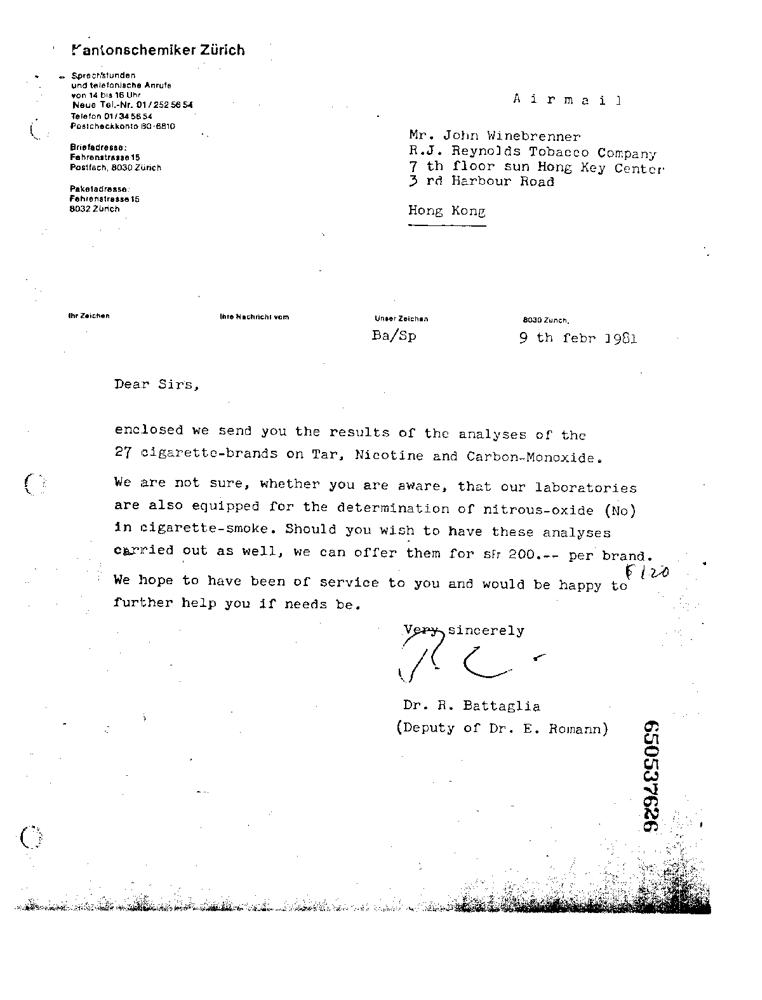 Kantonschemiker Zürich
Sprechstunden
und telefonische Anrufe
von 14 bis 16 Uhr
Neue Tel.-Nr. 01/252 56 54
Telefon 01/34 56 54
Postcheckkonto 80-6810
Briefadresse:
Fehrenstrasse 15
Postfach, 8030 Zürich
Paketadresse:
Fehrenstrasse 15
8032 Zürich
Airmail
Mr. John Winebrenner
R.J. Reynolds Tobacco Company
7 th floor sun Hong Key Center
3 rd Harbour Road
Hong Kong
Ihr Zeichen
Ihre Nachricht vom
Unser Zeichen
8030 Zürich,
Ba/Sp
9 th febr 1981
Dear Sirs,
enclosed we send you the results of the analyses of the
27 cigarette-brands on Tar, Nicotine and Carbon-Monoxide.
We are not sure, whether you are aware, that our laboratories
are also equipped for the determination of nitrous-oxide (No)
in cigarette-smoke. Should you wish to have these analyses
carried out as well, we can offer them for sfr 200.-- per brand.
We hope to have been of service to you and would be happy to
further help you if needs be.
Very sincerely
Dr. R. Battaglia
(Deputy of Dr. E. Romann)
650537626